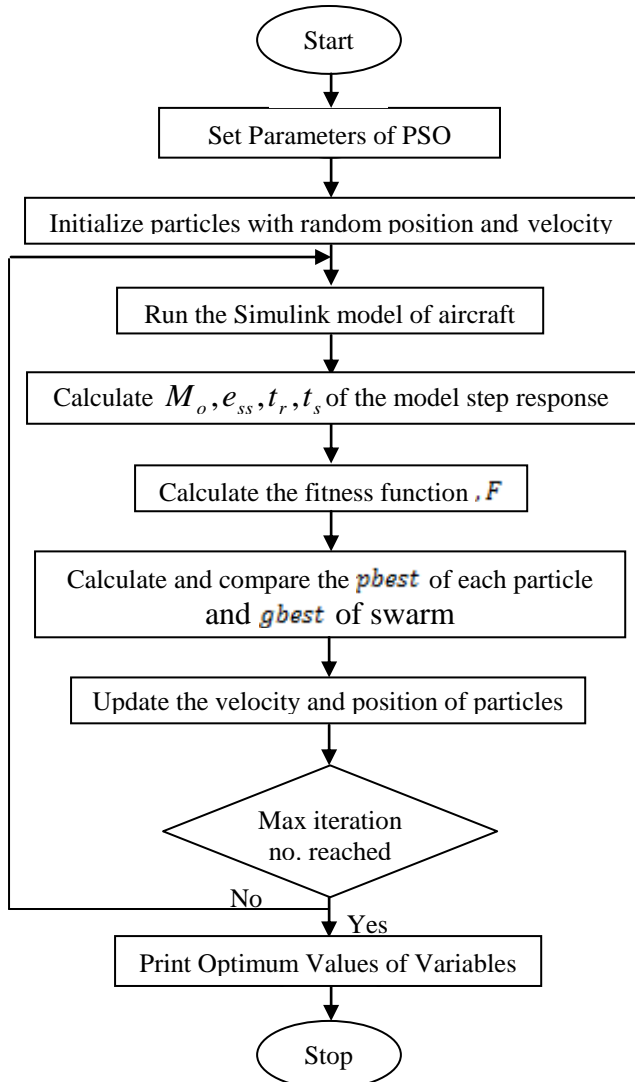 Start
Set Parameters of PSO
Initialize particles with random position and velocity
Run the Simulink model of aircraft
Calculate M_o, e_ss, t_r, t_s of the model step response
Calculate the fitness function , F
Calculate and compare the pbest of each particle
and gbest of swarm
Update the velocity and position of particles
Max iteration
no. reached
No
Yes
Print Optimum Values of Variables
Stop